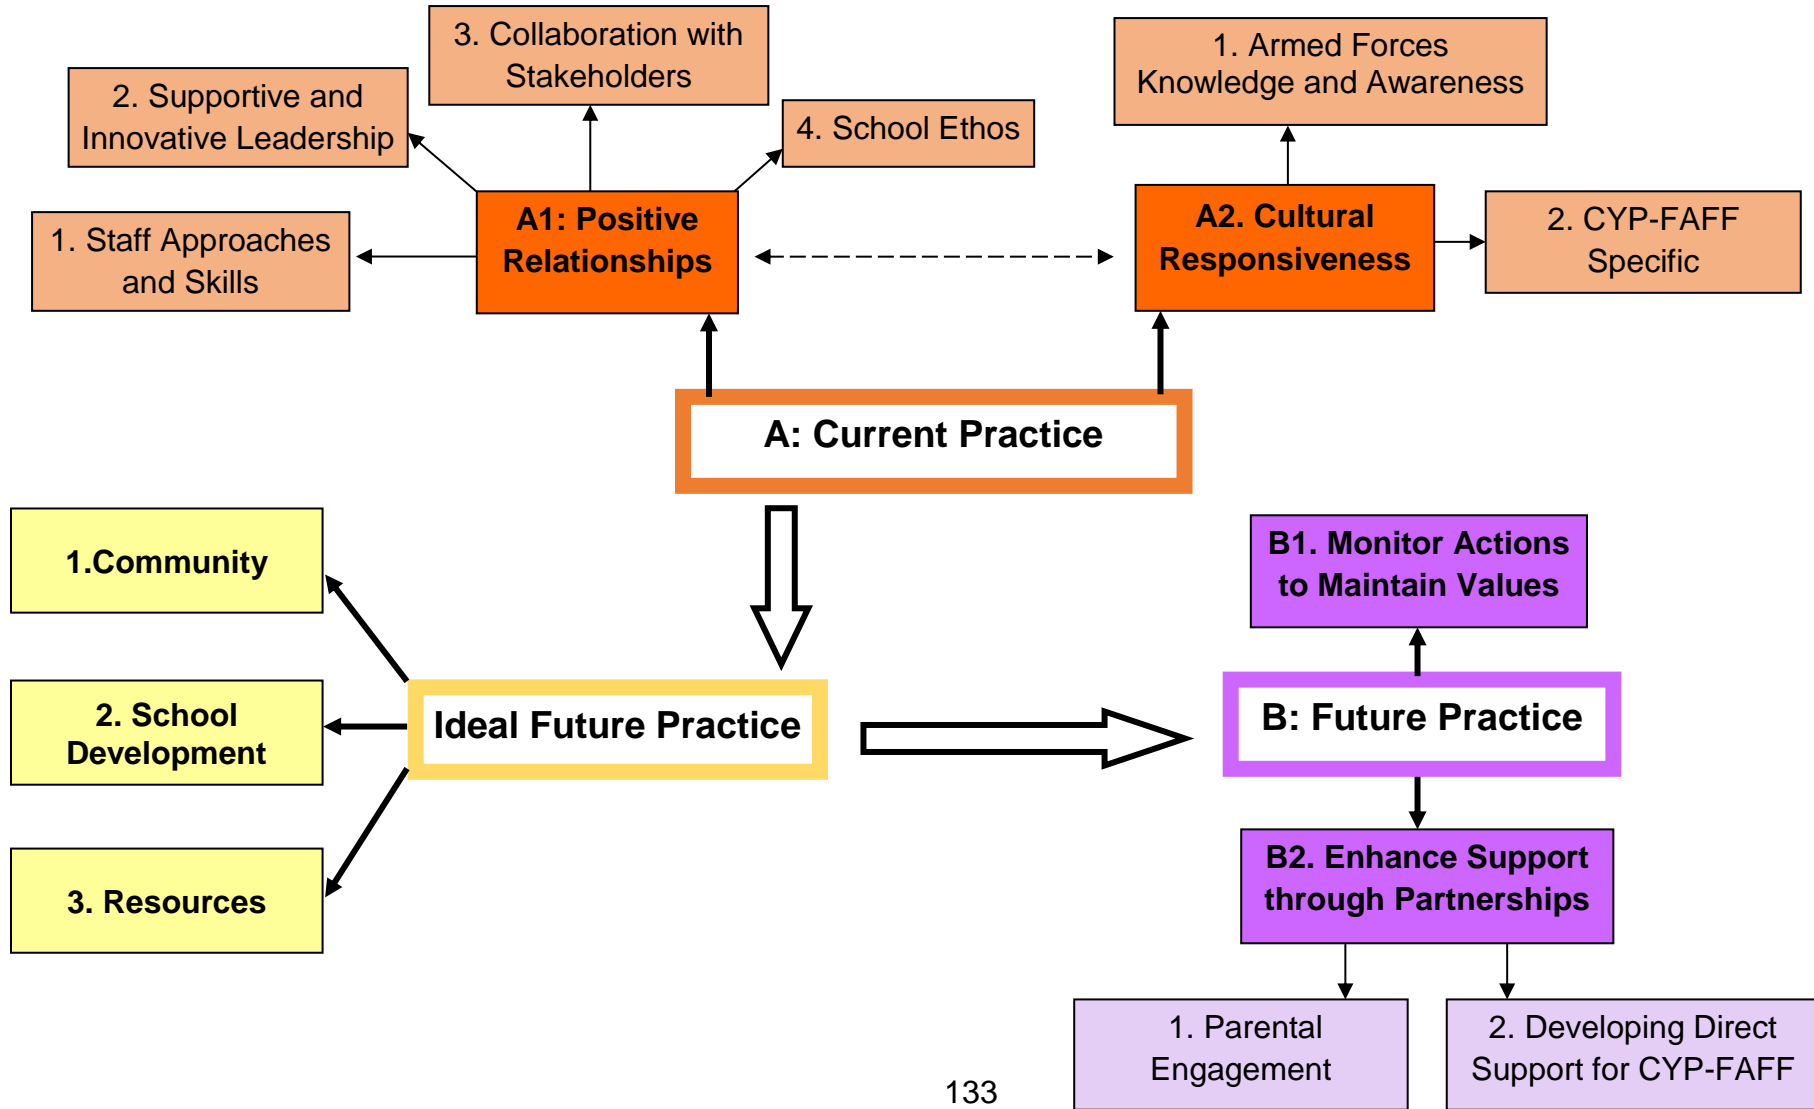 3. Collaboration with
Stakeholders
1. Armed Forces
Knowledge and Awareness
2. Supportive and
Innovative Leadership
4. School Ethos
A1: Positive
Relationships
A2. Cultural
Responsiveness
1. Staff Approaches
and Skills
2. CYP-FAFF
Specific
A: Current Practice
1.Community
B1. Monitor Actions
to Maintain Values
2. School
Development
Ideal Future Practice
B: Future Practice
3. Resources
B2. Enhance Support
through Partnerships
1. Parental
Engagement
2. Developing Direct
Support for CYP-FAFF
133